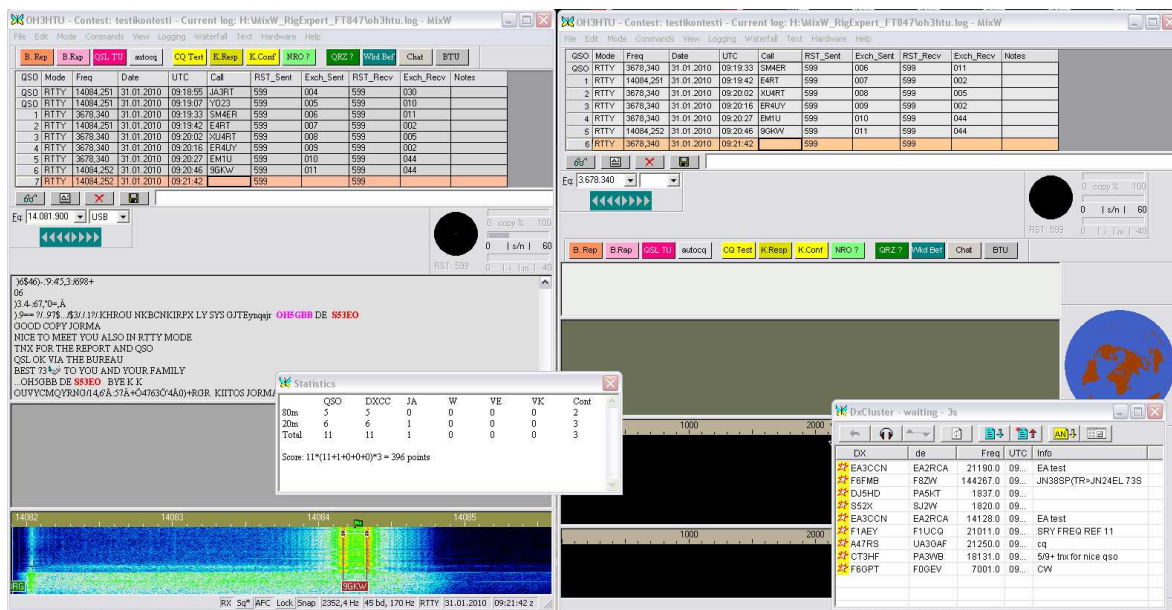 OH3HTU - Contest: testikontesti - Current log: H:\MixW_RigExpert_FT847\oh3htu.log - MixW
File Edit Mode Commands View Logging Waterfall Text Hardware Help
B. Rep B.Rap QSL TU autocq CQ Test K.Resp K.Conf NRO ? QRZ ? Wkd Bef Chat BTU
QSO Mode Freq Date UTC Call RST_Sent Exch_Sent RST_Recv Exch_Recv Notes
QSO RTTY 14084,251 31.01.2010 09:18:55 JA3RT 599 004 599 030
QSO RTTY 14084,251 31.01.2010 09:19:07 YO23 599 005 599 010
1 RTTY 3678,340 31.01.2010 09:19:33 SM4ER 599 006 599 011
2 RTTY 14084,251 31.01.2010 09:19:42 E4RT 599 007 599 002
3 RTTY 3678,340 31.01.2010 09:20:02 XU4RT 599 008 599 005
4 RTTY 3678,340 31.01.2010 09:20:16 ER4UY 599 009 599 002
5 RTTY 3678,340 31.01.2010 09:20:27 EM1U 599 010 599 044
6 RTTY 14084,252 31.01.2010 09:20:46 9GKW 599 011 599 044
7 RTTY 14084,252 31.01.2010 09:21:42 599 599
Fq: 14.081.900 USB
0 copy % 100
0 | s/n | 60
RST: 599 0 | i | m | -40
06
GOOD COPY JORMA
NICE TO MEET YOU ALSO IN RTTY MODE
TNX FOR THE REPORT AND QSO
QSL OK VIA THE BUREAU
BEST 73 TO YOU AND YOUR FAMILY
...OH5GBB DE S53EO BYE K K
KIITOS JORMA
14082 14083 14084 14085
RG
9GKW
RX Sq* AFC Lock Snap 2352,4 Hz 45 bd, 170 Hz RTTY 31.01.2010 09:21:42 z
Statistics
QSO DXCC JA W VE VK Cont
80m 5 5 0 0 0 0 2
20m 6 6 1 0 0 0 3
Total 11 11 1 0 0 0 3
Score: 11*(11+1+0+0+0)*3 = 396 points
OH3HTU - Contest: testikontesti - Current log: H:\MixW_RigExpert_FT847\oh3htu.log - MixW
File Edit Mode Commands View Logging Waterfall Text Hardware Help
QSO Mode Freq Date UTC Call RST_Sent Exch_Sent RST_Recv Exch_Recv Notes
QSO RTTY 3678,340 31.01.2010 09:19:33 SM4ER 599 006 599 011
1 RTTY 14084,251 31.01.2010 09:19:42 E4RT 599 007 599 002
2 RTTY 3678,340 31.01.2010 09:20:02 XU4RT 599 008 599 005
3 RTTY 3678,340 31.01.2010 09:20:16 ER4UY 599 009 599 002
4 RTTY 3678,340 31.01.2010 09:20:27 EM1U 599 010 599 044
5 RTTY 14084,252 31.01.2010 09:20:46 9GKW 599 011 599 044
6 RTTY 3678,340 31.01.2010 09:21:42 599 599
Fq: 3.678.340
0 copy % 100
0 | s/n | 60
RST: 599 0 | i | m | -40
B. Rep B.Rap QSL TU autocq CQ Test K.Resp K.Conf NRO ? QRZ ? Wkd Bef Chat BTU
1000 2000
1000 2000
DxCluster - waiting - 3s
AN
DX de Freq UTC Info
EA3CCN EA2RCA 21190.0 09... EA test
F6FMB F8ZW 144267.0 09... JN38SP(TR>JN24EL 73S
DJ5HD PA5KT 1837.0 09...
S52X SJ2W 1820.0 09...
EA3CCN EA2RCA 14128.0 09... EA test
F1AEY F1UCQ 21011.0 09... SRY FREQ REF 11
A47RS UA3GAF 21250.0 09... cq
CT3HF PA3WB 18131.0 09... 5/9+ tnx for nice qso
F6GPT F0GEV 7001.0 09... CW